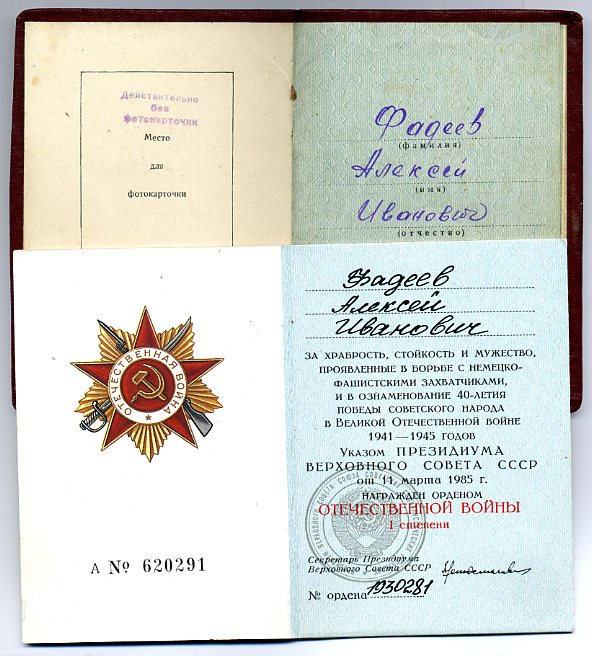 Действительно
без
фотокарточки
Место
для
фотокарточки
Фадеев
(фамилия)
Алексей
(имя)
Иванович
(отчество)
ОТЕЧЕСТВЕННАЯ ВОЙНА
А № 620291
Фадеев
Алексей
Иванович
ЗА ХРАБРОСТЬ, СТОЙКОСТЬ И МУЖЕСТВО,
ПРОЯВЛЕННЫЕ В БОРЬБЕ С НЕМЕЦКО-
ФАШИСТСКИМИ ЗАХВАТЧИКАМИ,
И В ОЗНАМЕНОВАНИЕ 40-ЛЕТИЯ
ПОБЕДЫ СОВЕТСКОГО НАРОДА
В ВЕЛИКОЙ ОТЕЧЕСТВЕННОЙ ВОЙНЕ
1941—1945 ГОДОВ
УКАЗОМ ПРЕЗИДИУМА
ВЕРХОВНОГО СОВЕТА СССР
от 11 марта 1985 г.
НАГРАЖДЕН ОРДЕНОМ
ОТЕЧЕСТВЕННОЙ ВОЙНЫ
I степени
Секретарь Президиума
Верховного Совета СССР
№ ордена 1930281